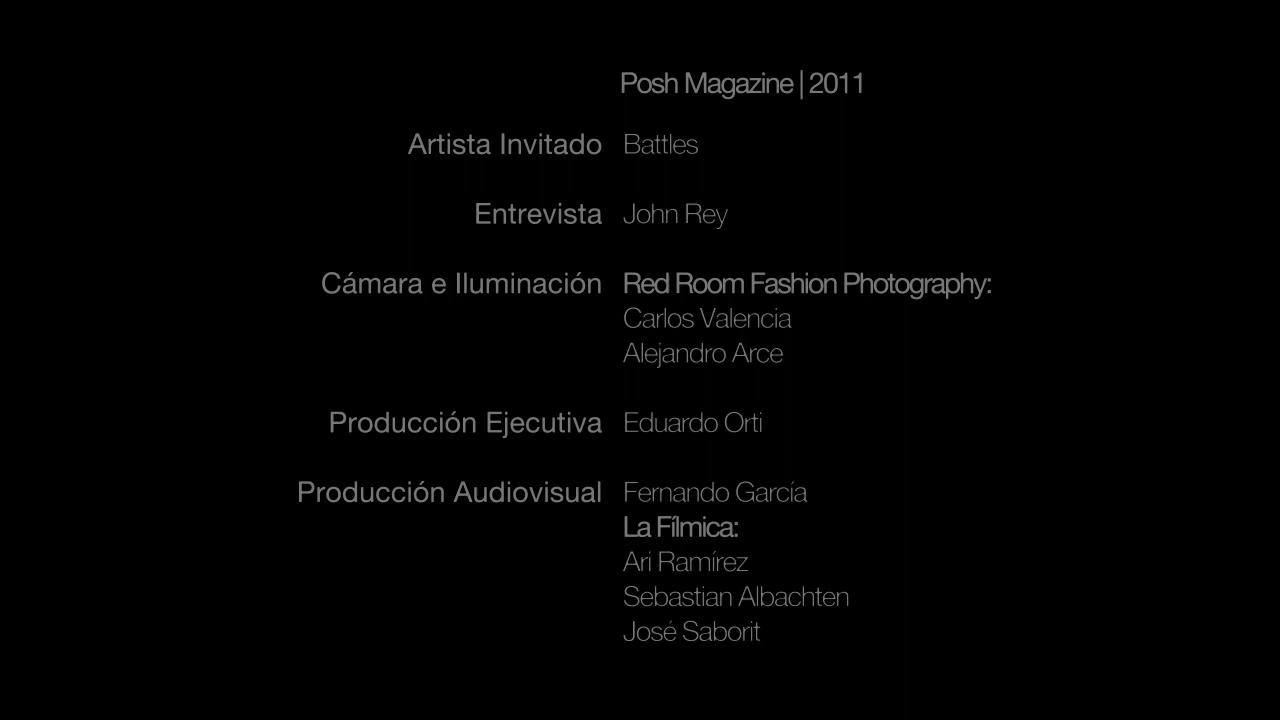 Posh Magazine | 2011
Artista Invitado Battles
Entrevista John Rey
Cámara e Iluminación Red Room Fashion Photography:
Carlos Valencia
Alejandro Arce
Producción Ejecutiva Eduardo Orti
Producción Audiovisual Fernando García
La Fílmica:
Ari Ramírez
Sebastian Albachten
José Saborit